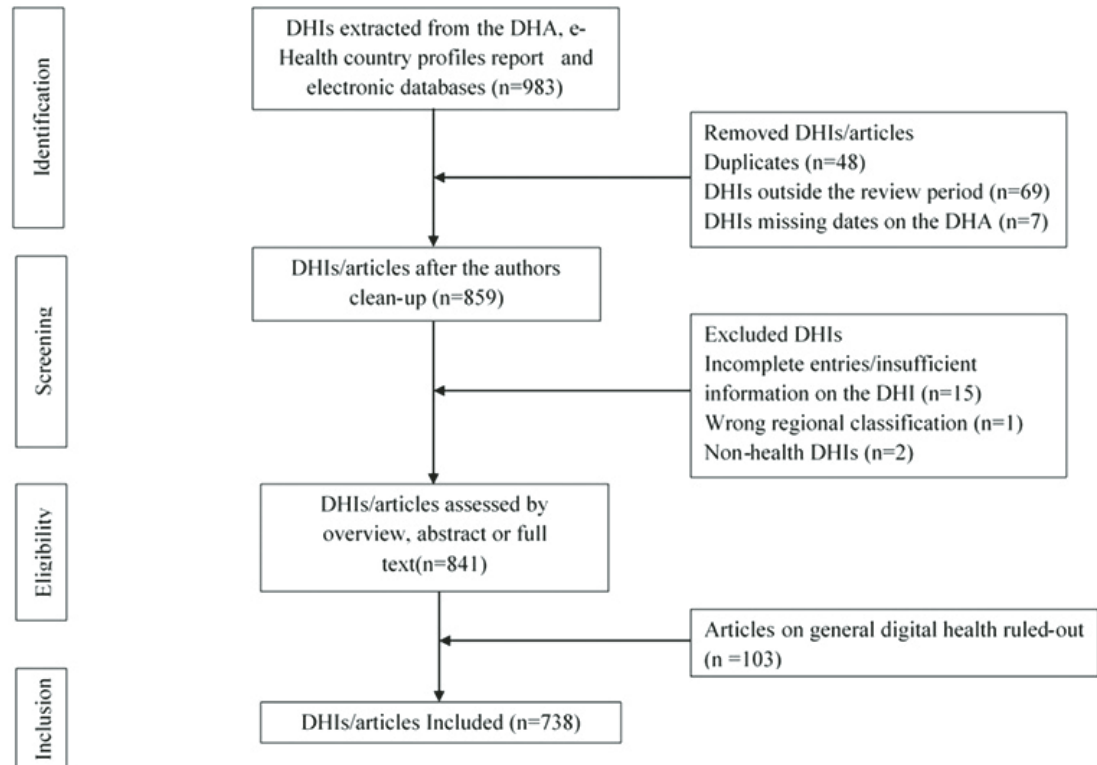 Identification
DHIs extracted from the DHA, e-
Health country profiles report and
electronic databases (n=983)
Removed DHIs/articles
Duplicates (n=48)
DHIs outside the review period (n=69)
DHIs missing dates on the DHA (n=7)
Screening
DHIs/articles after the authors
clean-up (n=859)
Excluded DHIs
Incomplete entries/insufficient
information on the DHI (n=15)
Wrong regional classification (n=1)
Non-health DHIs (n=2)
Eligibility
DHIs/articles assessed by
overview, abstract or full
text(n=841)
Articles on general digital health ruled-out
(n =103)
Inclusion
DHIs/articles Included (n=738)